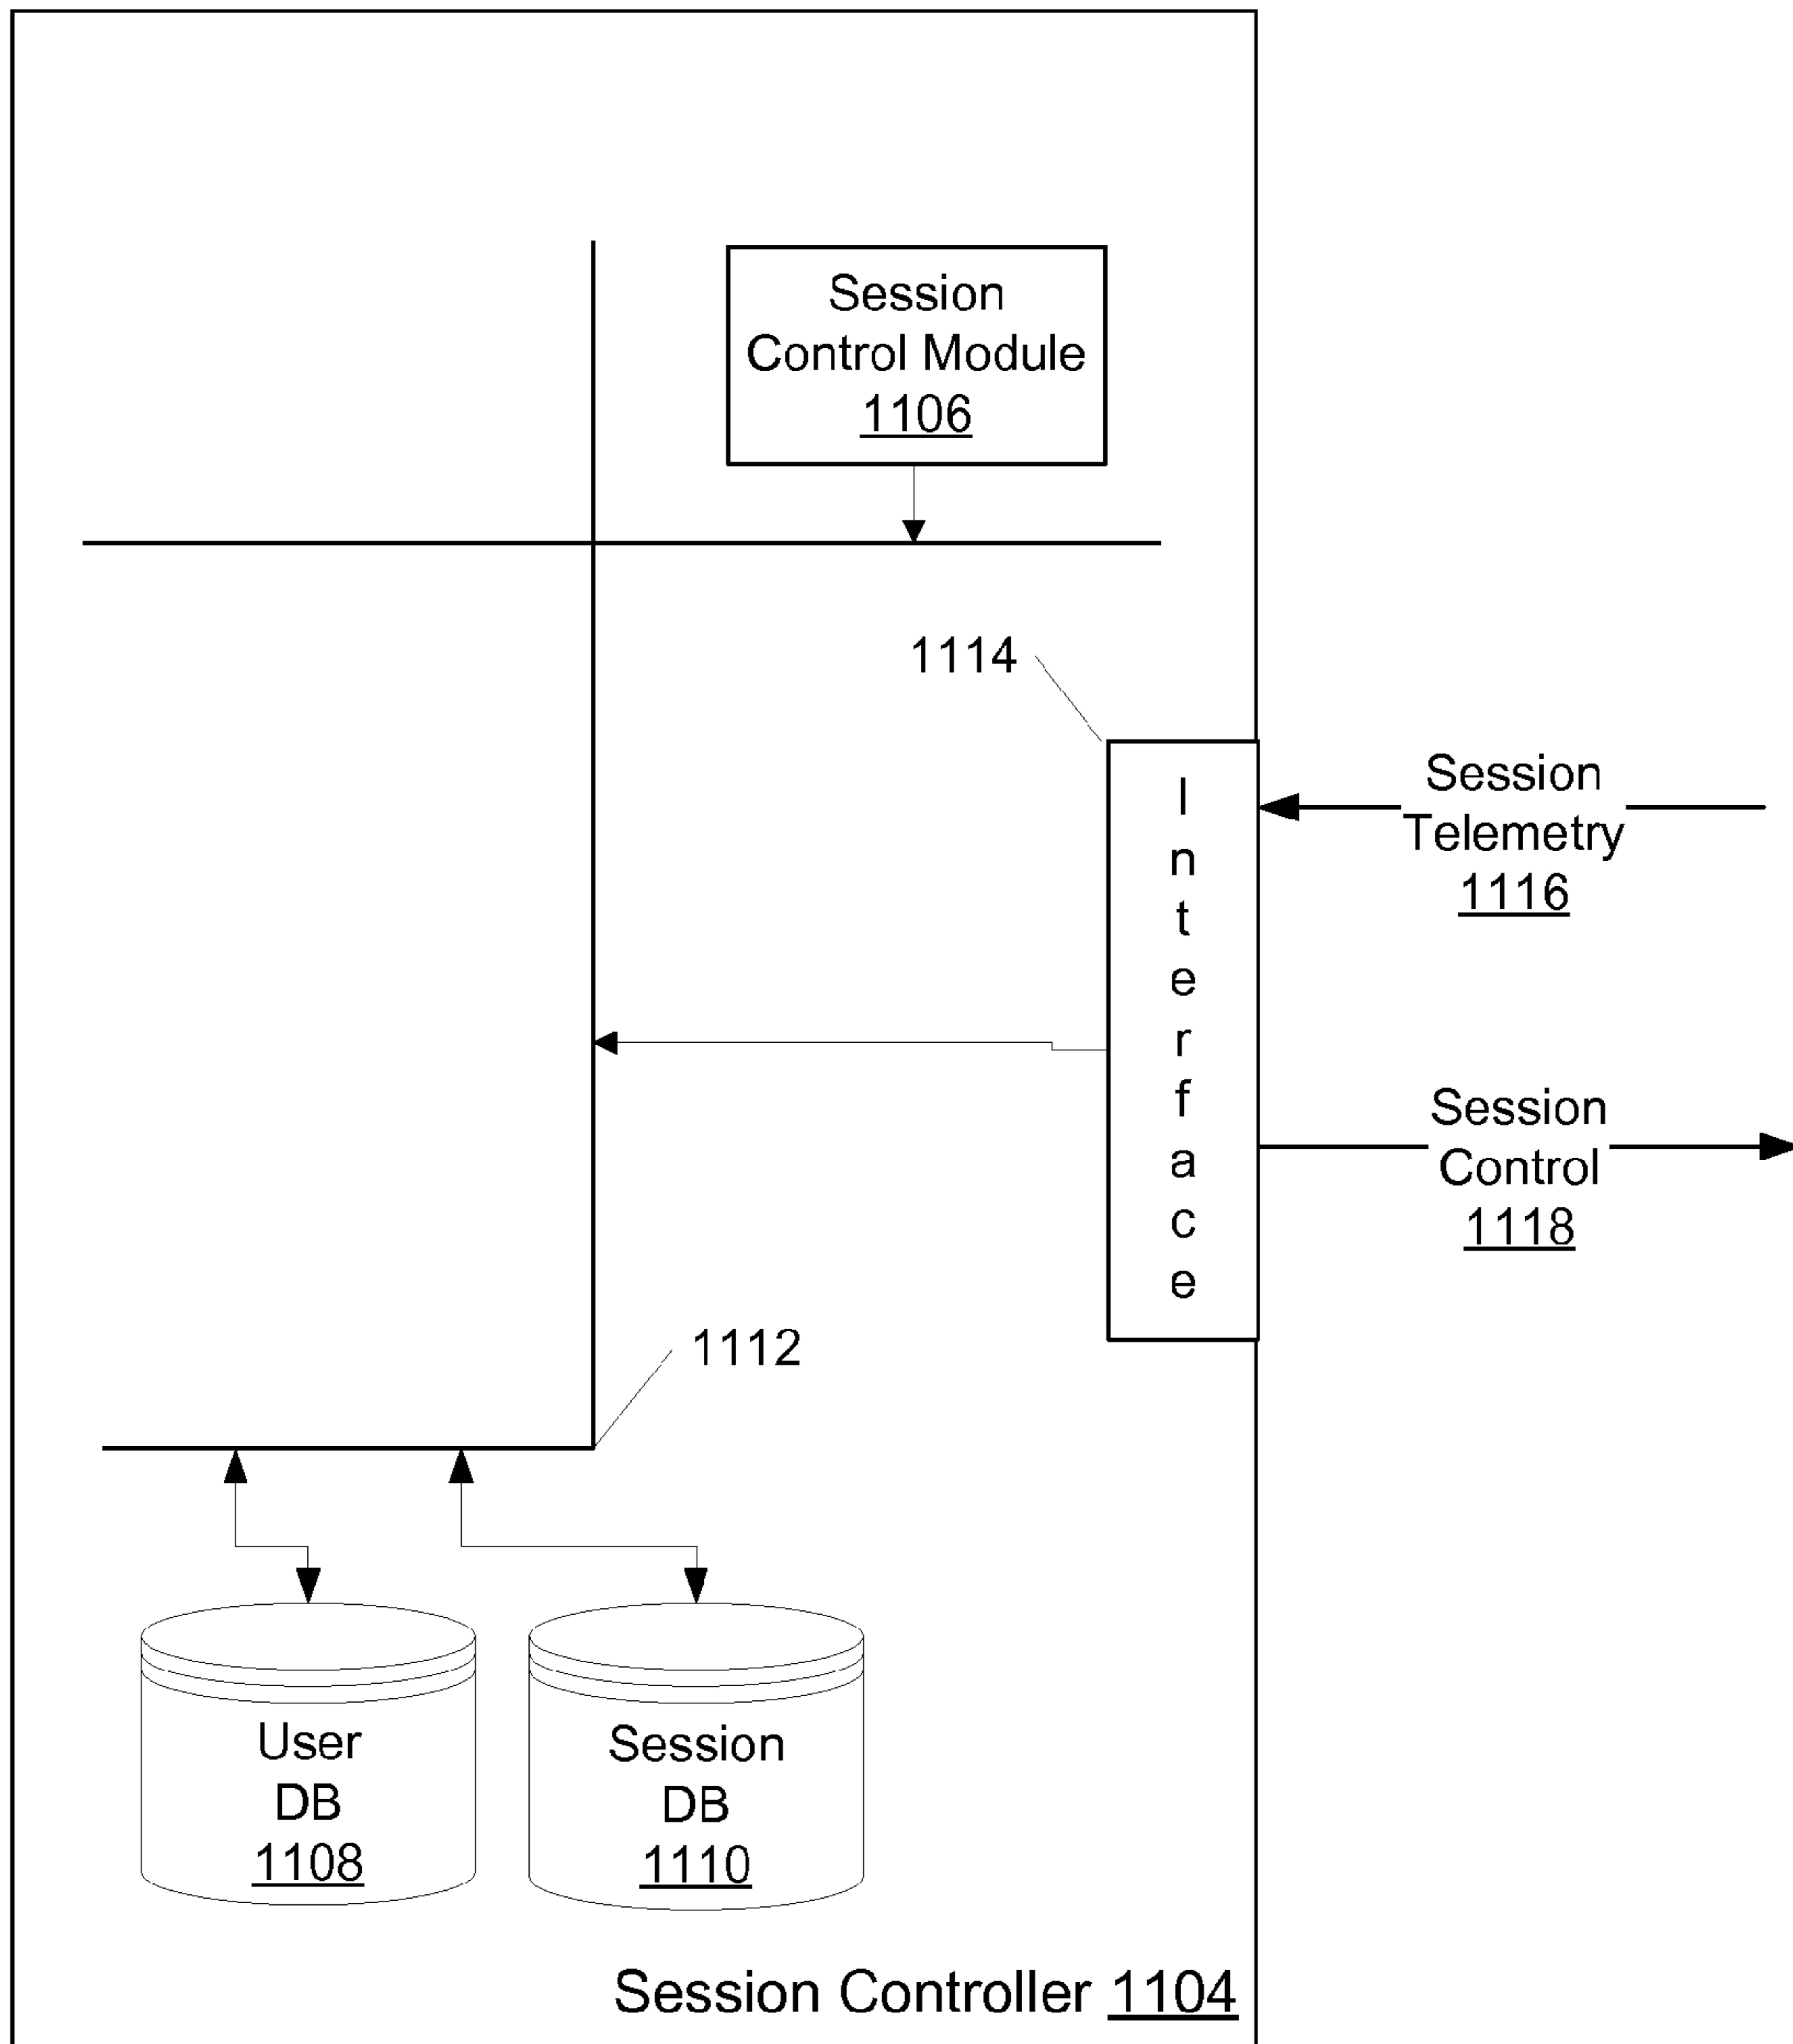 Session
Control Module
1106
1114
Session
Telemetry
1116
Interface
Session
Control
1118
1112
User
DB
1108
Session
DB
1110
Session Controller 1104